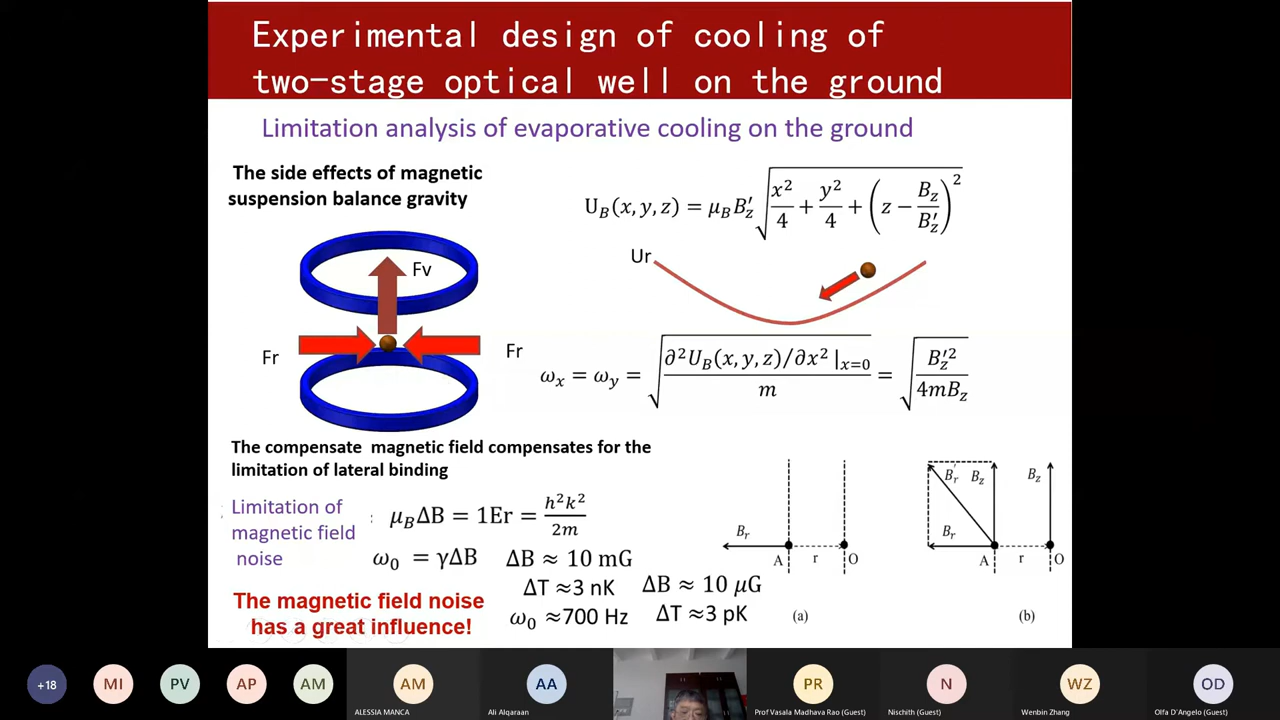 Experimental design of cooling of
two-stage optical well on the ground
Limitation analysis of evaporative cooling on the ground
The side effects of magnetic
suspension balance gravity
U_B(x, y, z) = μ_B B′_z √(x²/4 + y²/4 + (z − B_z/B′_z)²)
Ur
Fv
Fr
Fr
ω_x = ω_y = √(∂²U_B(x, y, z)/∂x² |_{x=0} / m) = √(B′_z² / 4mB_z)
The compensate magnetic field compensates for the
limitation of lateral binding
Limitation of
magnetic field
noise
: μ_BΔB = 1Er = h²k²/2m
ω₀ = γΔB
ΔB ≈ 10 mG
ΔT ≈3 nK
ω₀ ≈700 Hz
ΔB ≈ 10 μG
ΔT ≈3 pK
The magnetic field noise
has a great influence!
B_r
A
r
O
(a)
B′_r
B_z
B_z
B_r
A
r
O
(b)
+18
MI
PV
AP
AM
AM
ALESSIA MANCA
AA
Ali Alqaraan
PR
Prof Vasala Madhava Rao (Guest)
N
Nischith (Guest)
WZ
Wenbin Zhang
OD
Olfa D'Angelo (Guest)